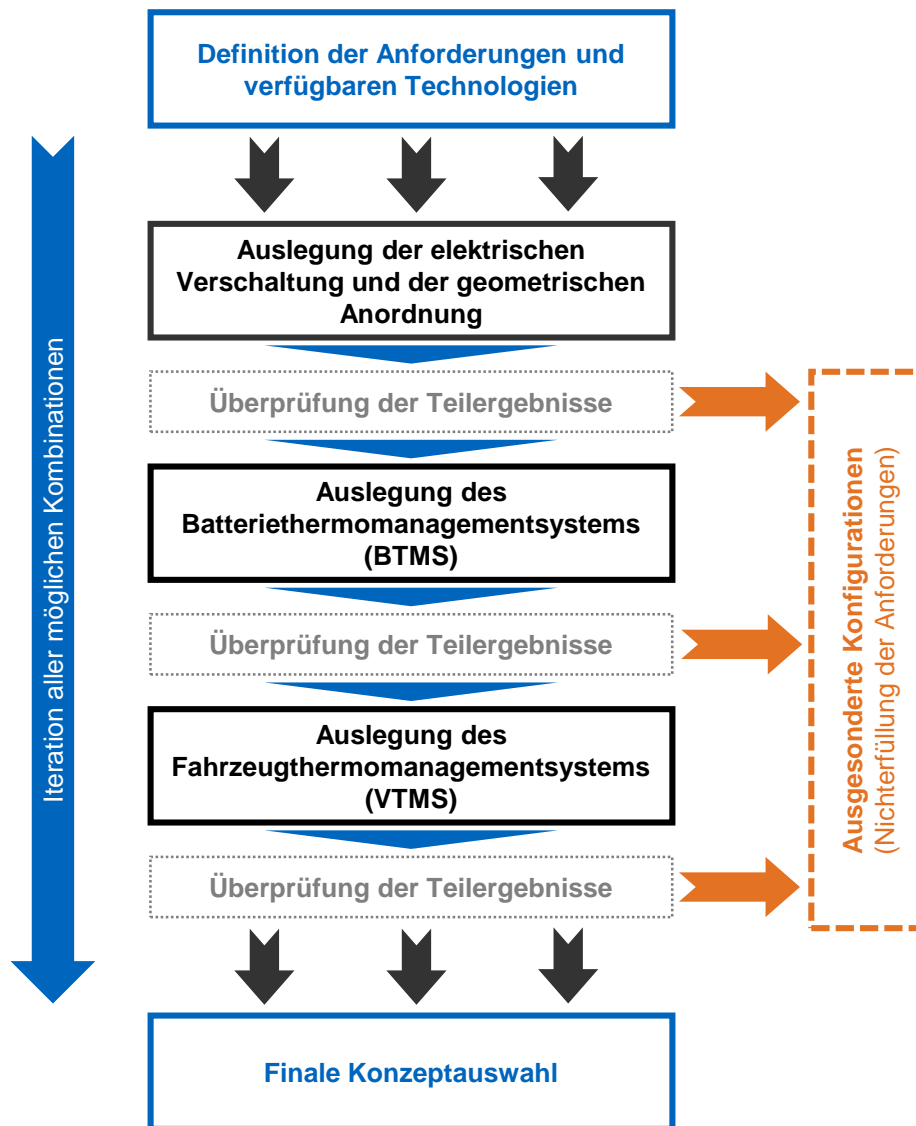 Definition der Anforderungen und
verfügbaren Technologien
Iteration aller möglichen Kombinationen
Auslegung der elektrischen
Verschaltung und der geometrischen
Anordnung
Überprüfung der Teilergebnisse
Auslegung des
Batteriethermomanagementsystems
(BTMS)
Überprüfung der Teilergebnisse
Auslegung des
Fahrzeugthermomanagementsystems
(VTMS)
Überprüfung der Teilergebnisse
Ausgesonderte Konfigurationen
(Nichterfüllung der Anforderungen)
Finale Konzeptauswahl